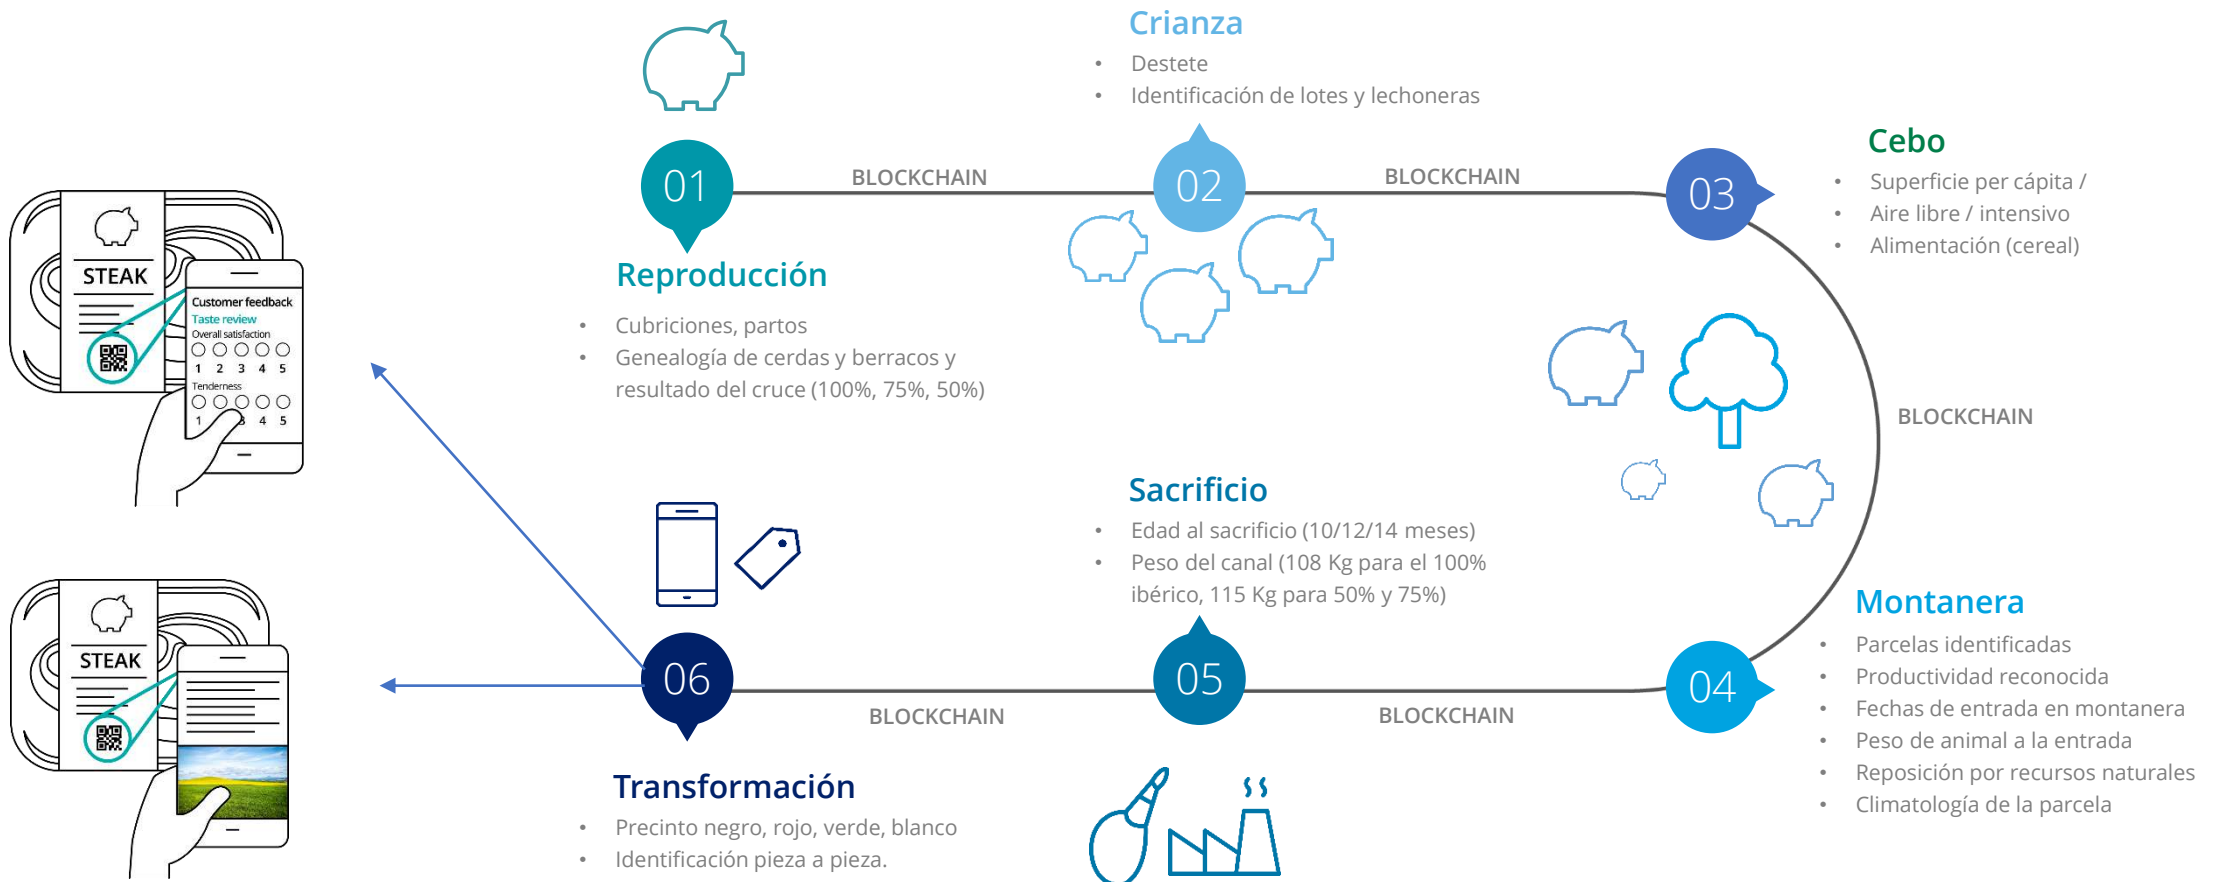 Crianza
• Destete
• Identificación de lotes y lechoneras
01
BLOCKCHAIN
02
BLOCKCHAIN
03
Cebo
• Superficie per cápita /
• Aire libre / intensivo
• Alimentación (cereal)
Reproducción
• Cubriciones, partos
• Genealogía de cerdas y berracos y
resultado del cruce (100%, 75%, 50%)
STEAK
Customer feedback
Taste review
Overall satisfaction
1 2 3 4 5
Tenderness
1 3 4 5
BLOCKCHAIN
Sacrificio
• Edad al sacrificio (10/12/14 meses)
• Peso del canal (108 Kg para el 100%
ibérico, 115 Kg para 50% y 75%)
Montanera
• Parcelas identificadas
• Productividad reconocida
• Fechas de entrada en montanera
• Peso de animal a la entrada
• Reposición por recursos naturales
• Climatología de la parcela
04
BLOCKCHAIN
05
BLOCKCHAIN
06
STEAK
Transformación
• Precinto negro, rojo, verde, blanco
• Identificación pieza a pieza.